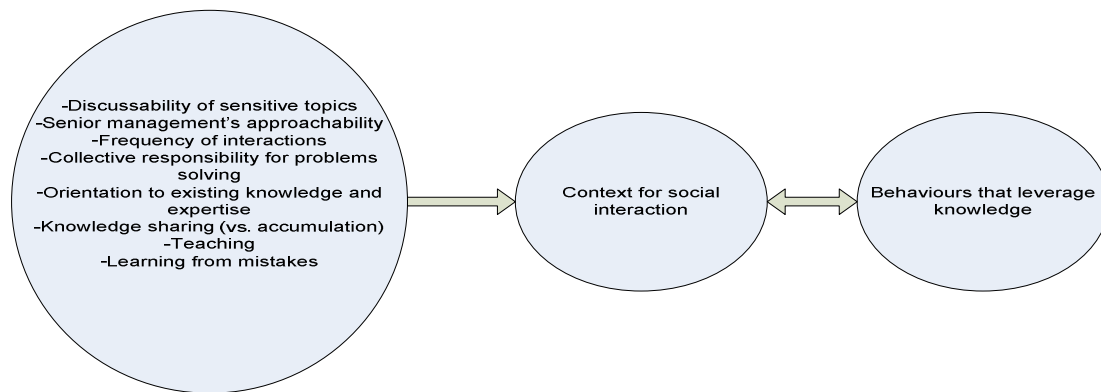 -Discussability of sensitive topics
-Senior management's approachability
-Frequency of interactions
-Collective responsibility for problems
solving
-Orientation to existing knowledge and
expertise
-Knowledge sharing (vs. accumulation)
-Teaching
-Learning from mistakes
Context for social
interaction
Behaviours that leverage
knowledge